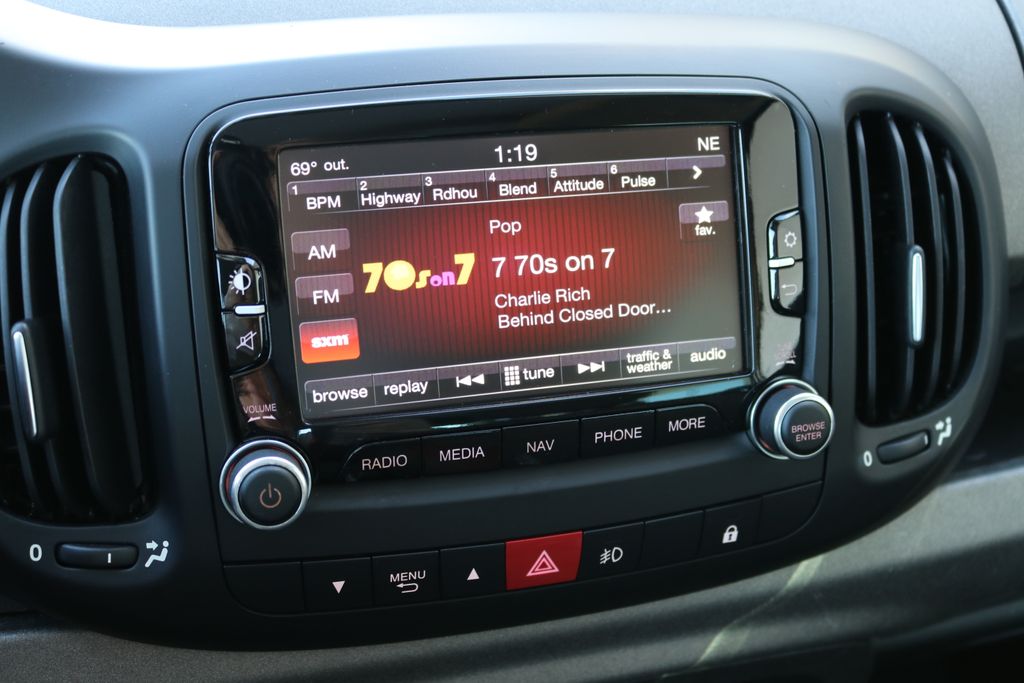 69° out. 1:19 NE
1 BPM 2 Highway 3 Rdhou 4 Blend 5 Attitude 6 Pulse
Pop
fav.
AM
70s on 7 7 70s on 7
FM
Charlie Rich
Behind Closed Door...
sxm
browse replay tune traffic & weather audio
VOLUME
RADIO MEDIA NAV PHONE MORE
BROWSE
ENTER
0
0
MENU